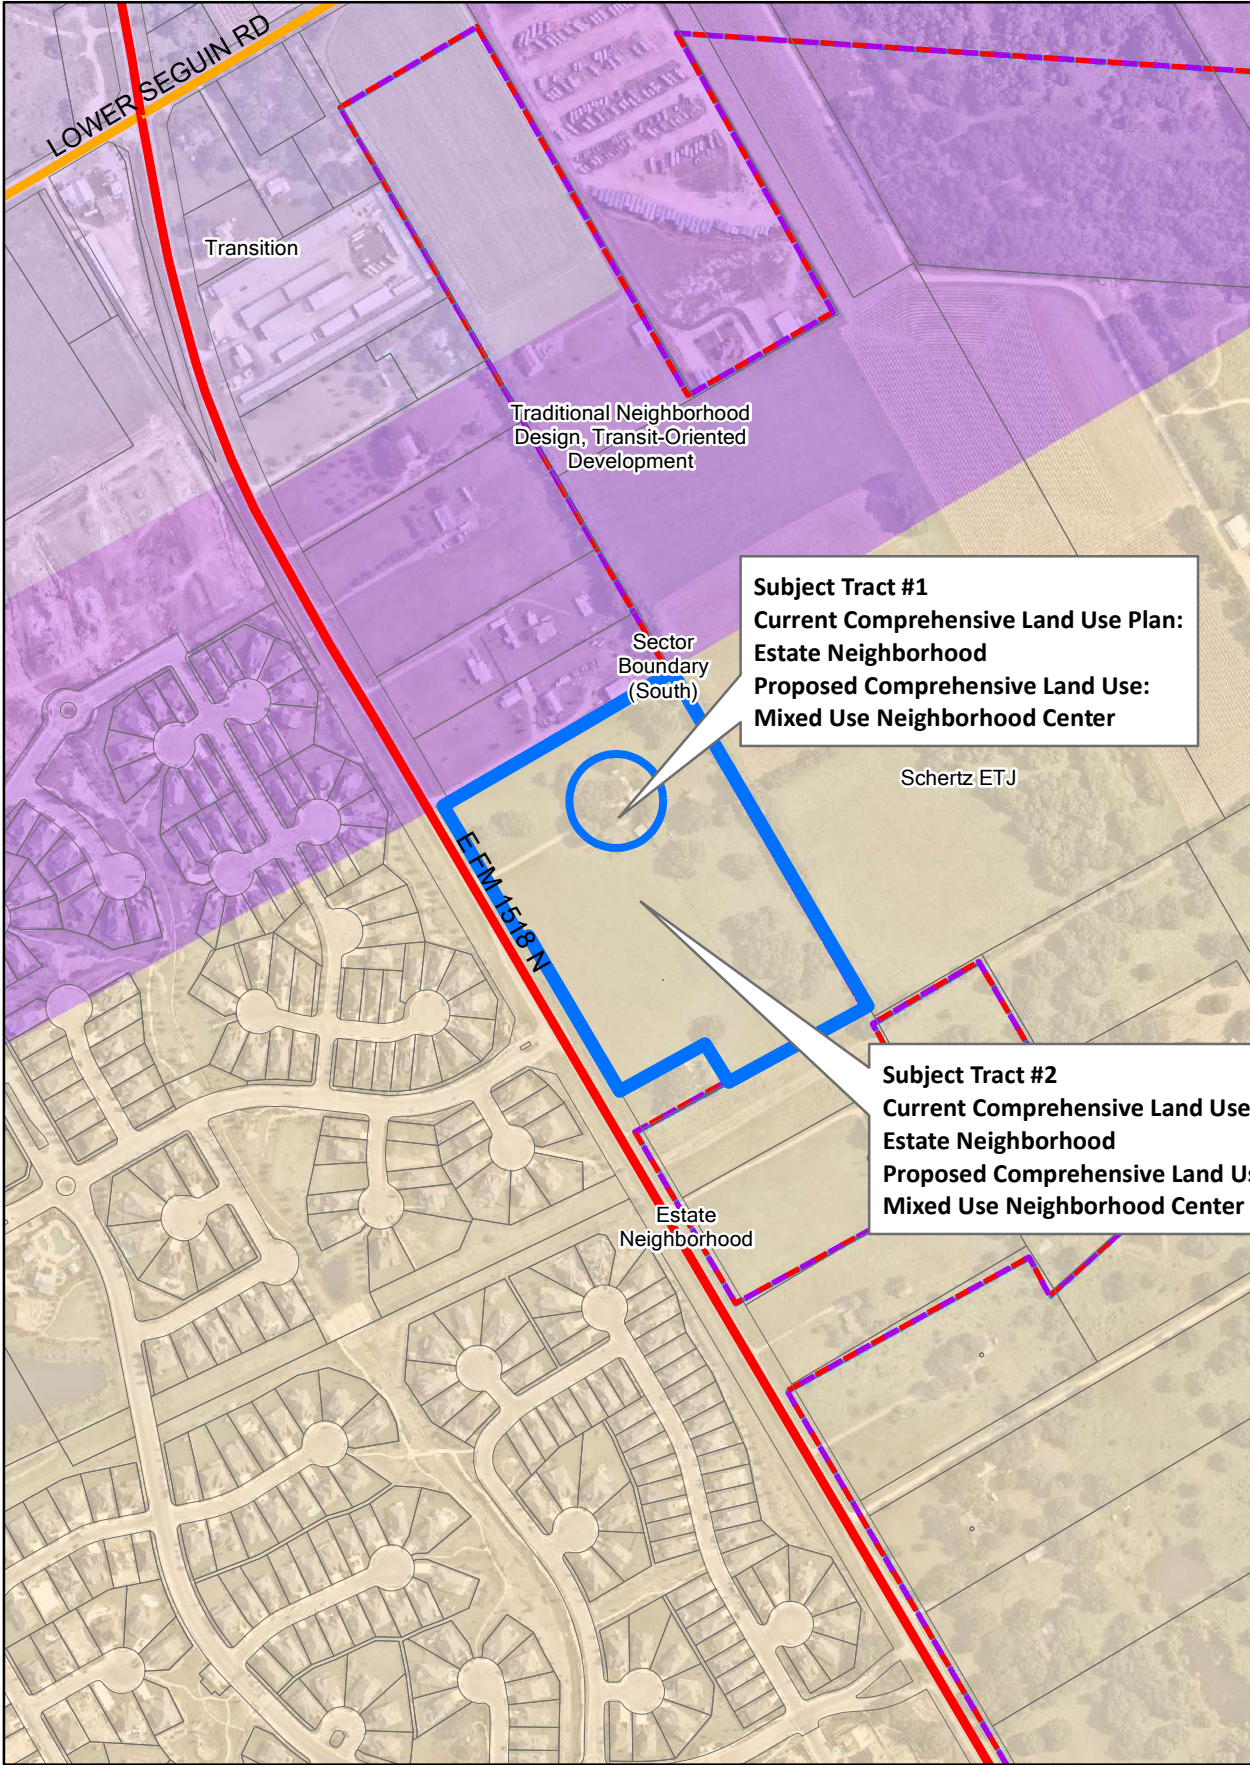 LOWER SEGUIN RD
Transition
Traditional Neighborhood
Design, Transit-Oriented
Development
Subject Tract #1
Current Comprehensive Land Use Plan:
Estate Neighborhood
Proposed Comprehensive Land Use:
Mixed Use Neighborhood Center
Sector
Boundary
(South)
Schertz ETJ
E FM 1518 N
Subject Tract #2
Current Comprehensive Land Use
Estate Neighborhood
Proposed Comprehensive Land Us
Mixed Use Neighborhood Center
Estate
Neighborhood